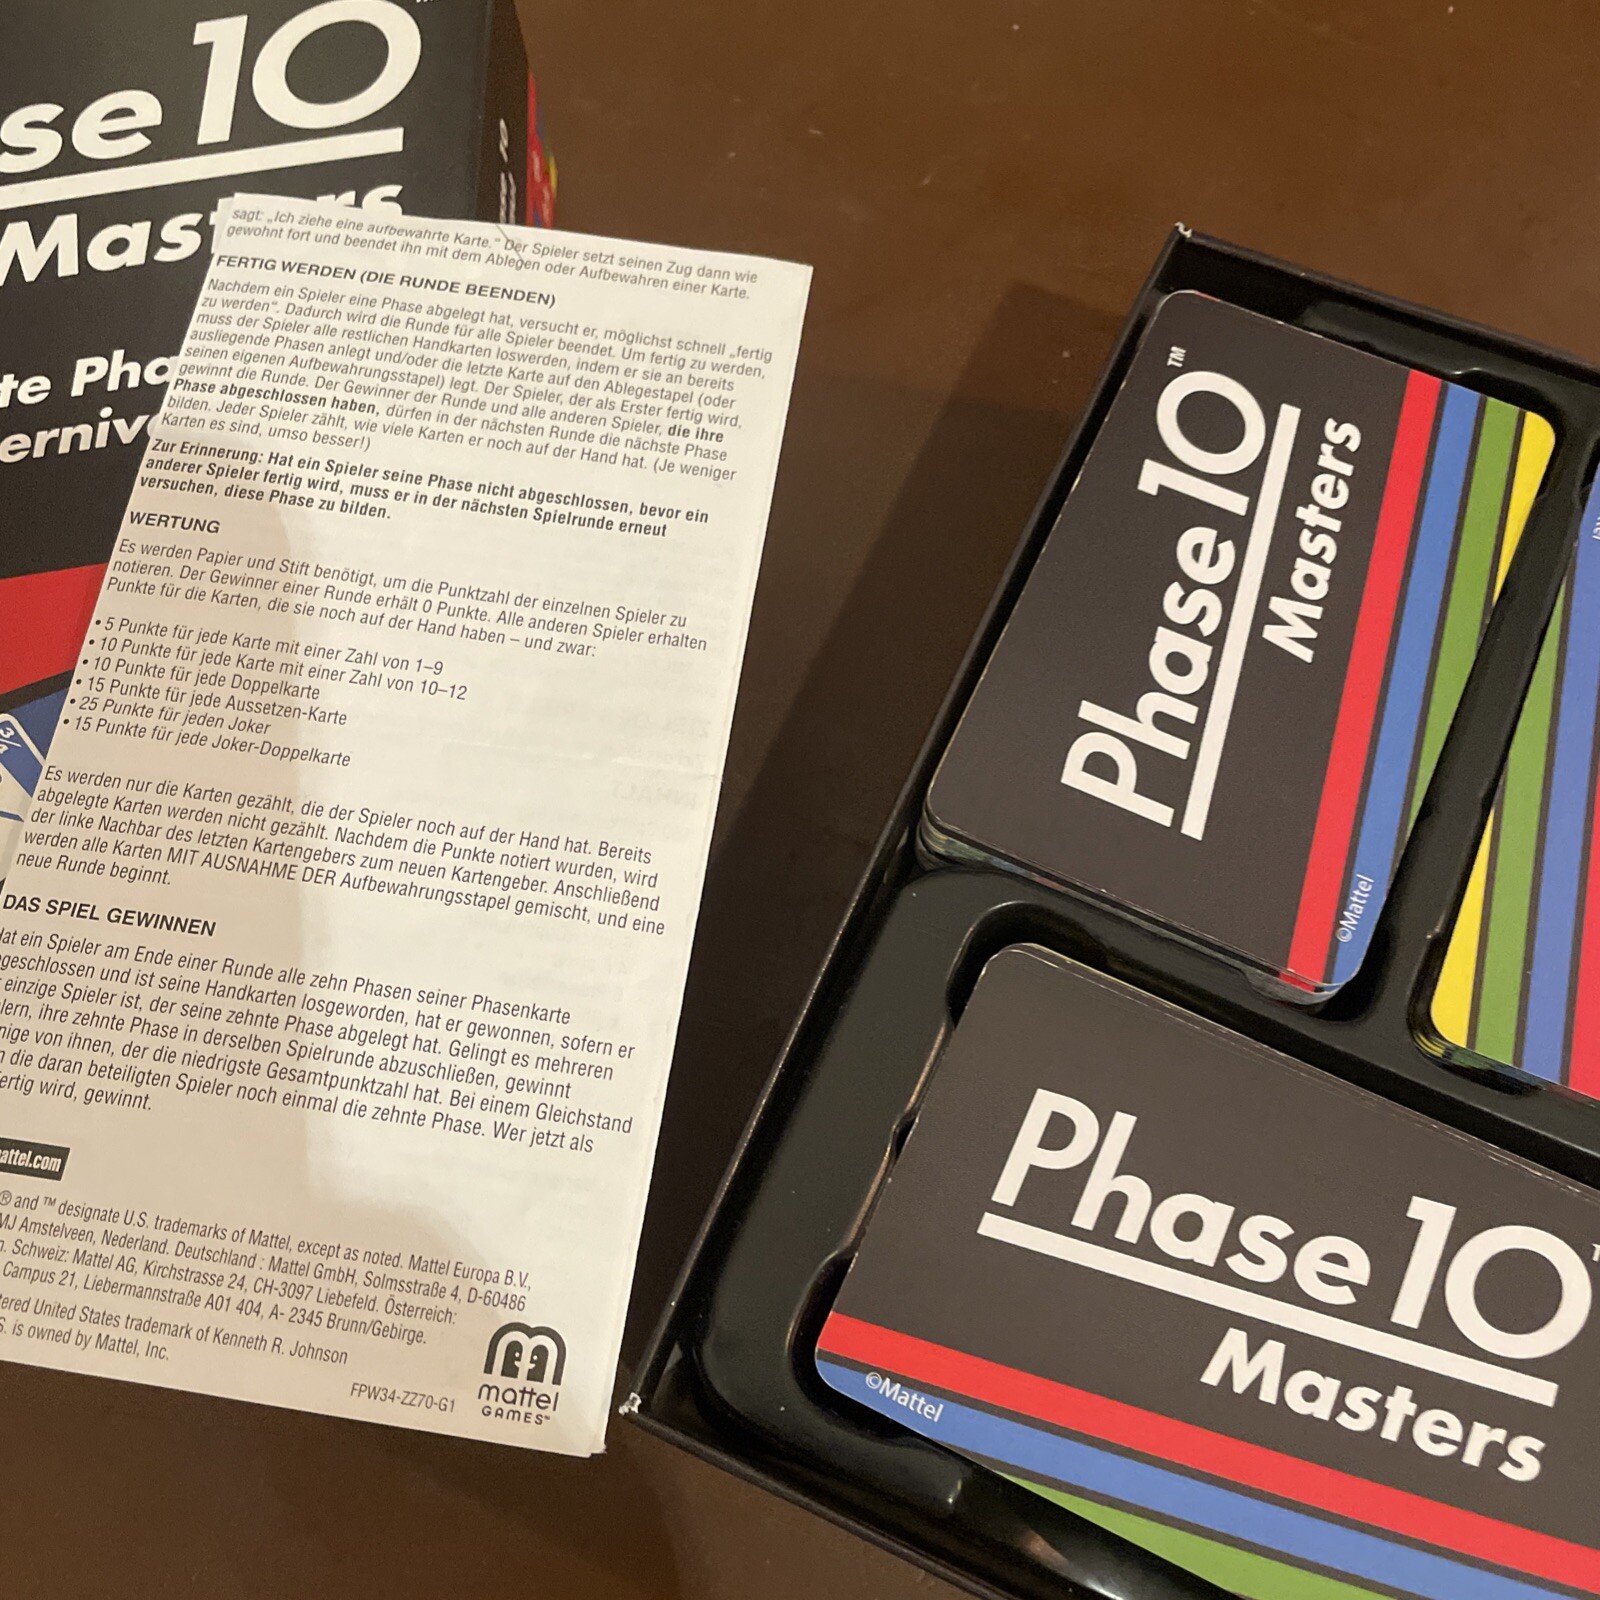 se 10
Mas
te Pha
erniv
sagt: „Ich ziehe eine aufbewahrte Karte." Der Spieler setzt seinen Zug dann wie
gewohnt fort und beendet ihn mit dem Ablegen oder Aufbewahren einer Karte.
FERTIG WERDEN (DIE RUNDE BEENDEN)
Nachdem ein Spieler eine Phase abgelegt hat, versucht er, möglichst schnell „fertig
zu werden". Dadurch wird die Runde für alle Spieler beendet. Um fertig zu werden,
muss der Spieler alle restlichen Handkarten loswerden, indem er sie an bereits
ausliegende Phasen anlegt und/oder die letzte Karte auf den Ablegestapel (oder
seinen eigenen Aufbewahrungsstapel) legt. Der Spieler, der als Erster fertig wird,
gewinnt die Runde. Der Gewinner der Runde und alle anderen Spieler, die ihre
Phase abgeschlossen haben, dürfen in der nächsten Runde die nächste Phase
bilden. Jeder Spieler zählt, wie viele Karten er noch auf der Hand hat. (Je weniger
Karten es sind, umso besser!)
Zur Erinnerung: Hat ein Spieler seine Phase nicht abgeschlossen, bevor ein
anderer Spieler fertig wird, muss er in der nächsten Spielrunde erneut
versuchen, diese Phase zu bilden.
WERTUNG
Es werden Papier und Stift benötigt, um die Punktzahl der einzelnen Spieler zu
notieren. Der Gewinner einer Runde erhält 0 Punkte. Alle anderen Spieler erhalten
Punkte für die Karten, die sie noch auf der Hand haben – und zwar:
• 5 Punkte für jede Karte mit einer Zahl von 1–9
• 10 Punkte für jede Karte mit einer Zahl von 10–12
• 10 Punkte für jede Doppelkarte
• 15 Punkte für jede Aussetzen-Karte
• 25 Punkte für jeden Joker
• 15 Punkte für jede Joker-Doppelkarte
Es werden nur die Karten gezählt, die der Spieler noch auf der Hand hat. Bereits
abgelegte Karten werden nicht gezählt. Nachdem die Punkte notiert wurden, wird
der linke Nachbar des letzten Kartengebers zum neuen Kartengeber. Anschließend
werden alle Karten MIT AUSNAHME DER Aufbewahrungsstapel gemischt, und eine
neue Runde beginnt.
DAS SPIEL GEWINNEN
Hat ein Spieler am Ende einer Runde alle zehn Phasen seiner Phasenkarte
geschlossen und ist seine Handkarten losgeworden, hat er gewonnen, sofern er
einzige Spieler ist, der seine zehnte Phase abgelegt hat. Gelingt es mehreren
lern, ihre zehnte Phase in derselben Spielrunde abzuschließen, gewinnt
nige von ihnen, der die niedrigste Gesamtpunktzahl hat. Bei einem Gleichstand
die daran beteiligten Spieler noch einmal die zehnte Phase. Wer jetzt als
fertig wird, gewinnt.
attel.com
® and ™ designate U.S. trademarks of Mattel, except as noted. Mattel Europa B.V.,
MJ Amstelveen, Nederland. Deutschland : Mattel GmbH, Solmsstraße 4, D-60486
n. Schweiz: Mattel AG, Kirchstrasse 24, CH-3097 Liebefeld. Österreich:
Campus 21, Liebermannstraße A01 404, A- 2345 Brunn/Gebirge.
tered United States trademark of Kenneth R. Johnson
S. is owned by Mattel, Inc.
FPW34-ZZ70-G1
mattel
GAMES™
Phase 10™
Masters
©Mattel
Phase 10
Masters
©Mattel